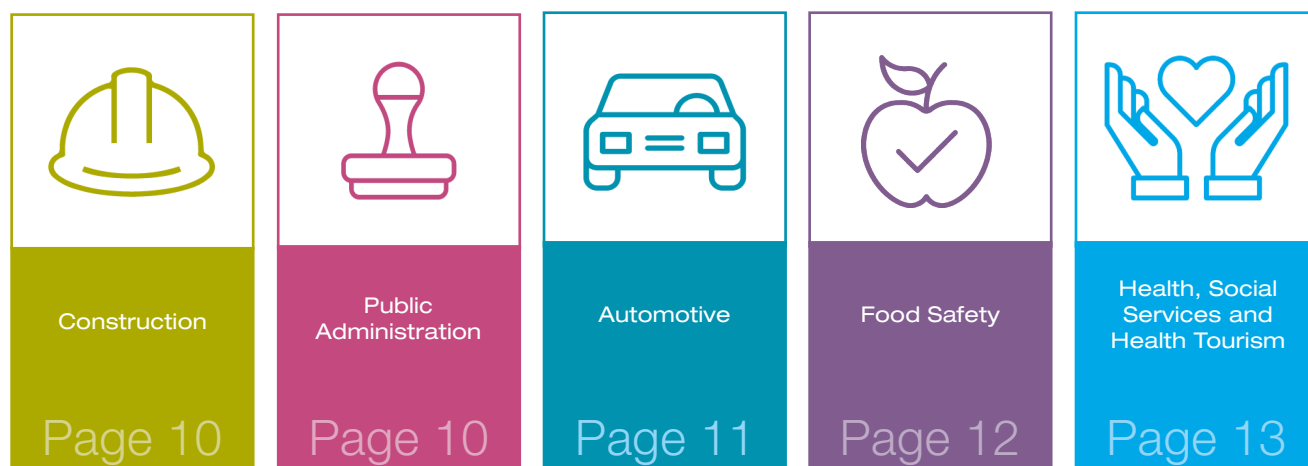 Construction
Page 10
Public
Administration
Page 10
Automotive
Page 11
Food Safety
Page 12
Health, Social
Services and
Health Tourism
Page 13